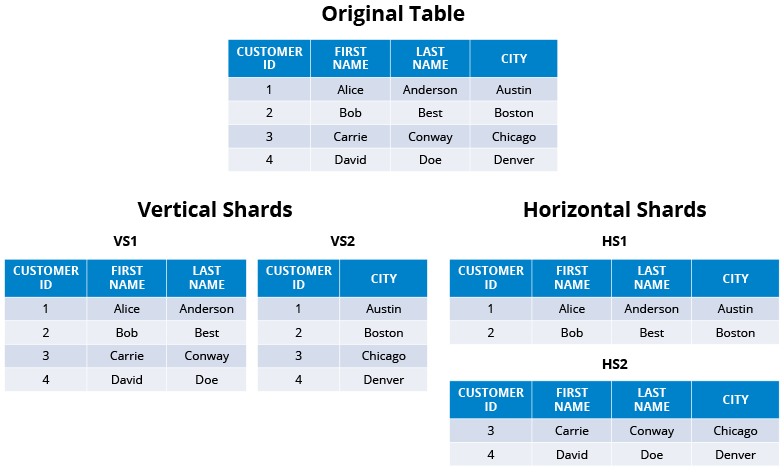 Original Table
CUSTOMER ID FIRST NAME LAST NAME CITY
1 Alice Anderson Austin
2 Bob Best Boston
3 Carrie Conway Chicago
4 David Doe Denver
Vertical Shards
VS1
CUSTOMER ID FIRST NAME LAST NAME
1 Alice Anderson
2 Bob Best
3 Carrie Conway
4 David Doe
VS2
CUSTOMER ID CITY
1 Austin
2 Boston
3 Chicago
4 Denver
Horizontal Shards
HS1
CUSTOMER ID FIRST NAME LAST NAME CITY
1 Alice Anderson Austin
2 Bob Best Boston
HS2
CUSTOMER ID FIRST NAME LAST NAME CITY
3 Carrie Conway Chicago
4 David Doe Denver